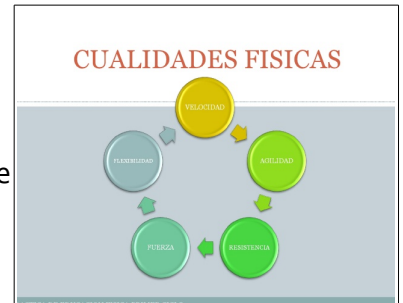 CUALIDADES FISICAS
VELOCIDAD
FLEXIBILIDAD
AGILIDAD
e
FUERZA
RESISTENCIA